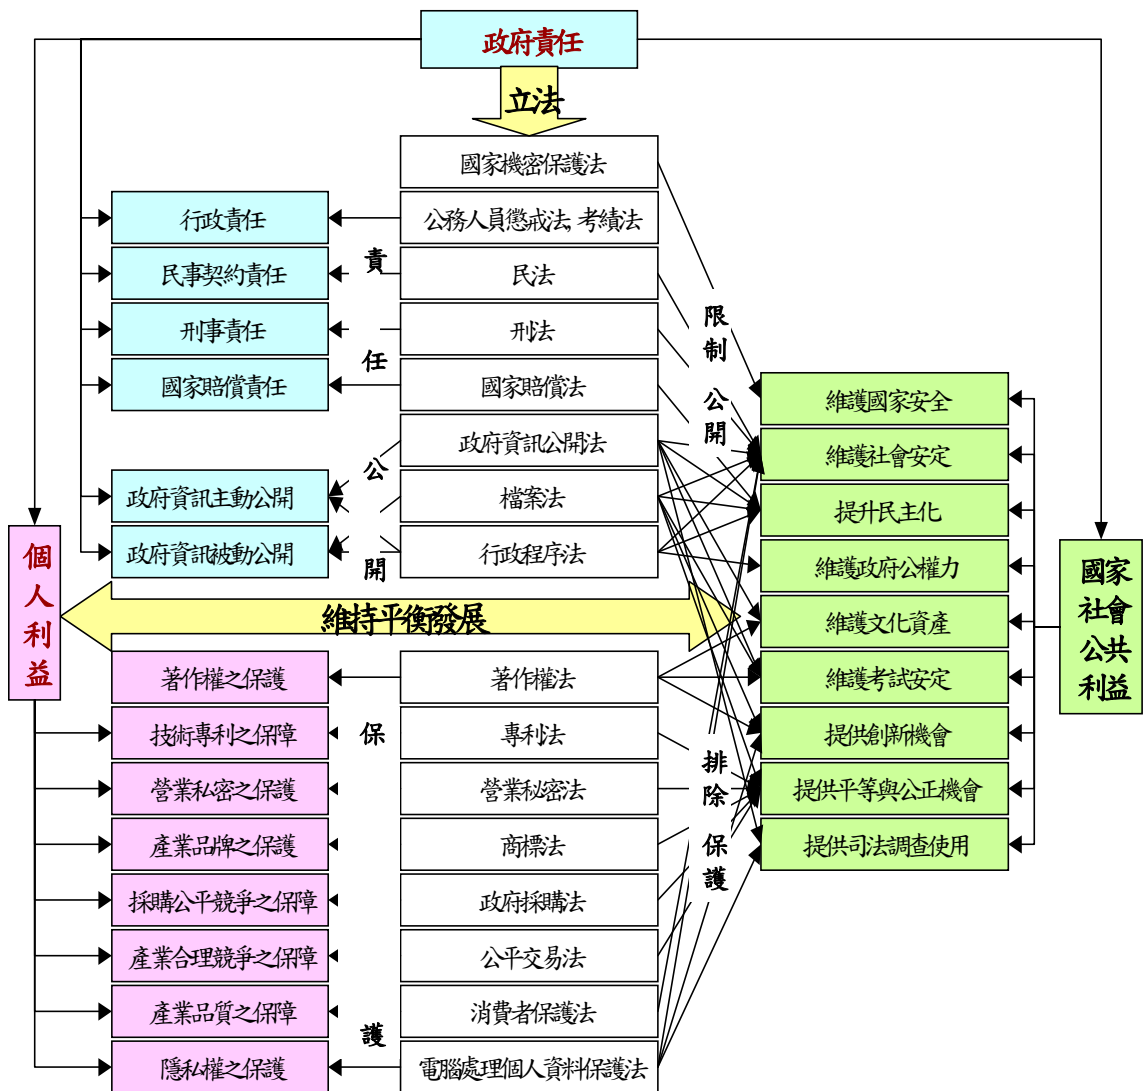 政府責任
立法
國家機密保護法
公務人員懲戒法, 考績法
民法
刑法
國家賠償法
政府資訊公開法
檔案法
行政程序法
行政責任
民事契約責任
刑事責任
國家賠償責任
政府資訊主動公開
政府資訊被動公開
責
任
公
開
限
制
公
開
維護國家安全
維護社會安定
提升民主化
維護政府公權力
維護文化資產
維護考試安定
提供創新機會
提供平等與公正機會
提供司法調查使用
個
人
利
益
維持平衡發展
國家
社會
公共
利益
著作權之保護
技術專利之保障
營業私密之保護
產業品牌之保護
採購公平競爭之保障
產業合理競爭之保障
產業品質之保障
隱私權之保護
保
護
著作權法
專利法
營業秘密法
商標法
政府採購法
公平交易法
消費者保護法
電腦處理個人資料保護法
排
除
保
護